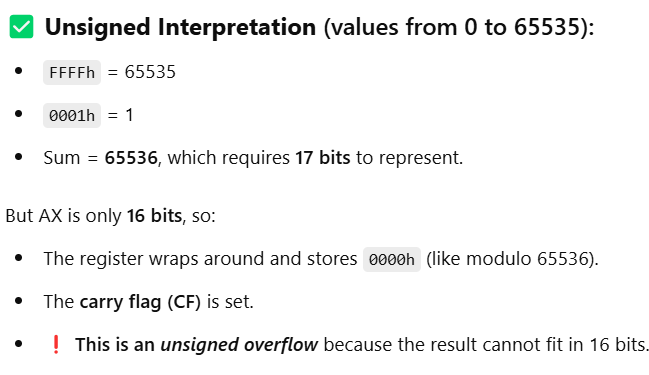 ✅ Unsigned Interpretation (values from 0 to 65535):
• FFFFh = 65535
• 0001h = 1
• Sum = 65536, which requires 17 bits to represent.
But AX is only 16 bits, so:
• The register wraps around and stores 0000h (like modulo 65536).
• The carry flag (CF) is set.
• ❗ This is an unsigned overflow because the result cannot fit in 16 bits.